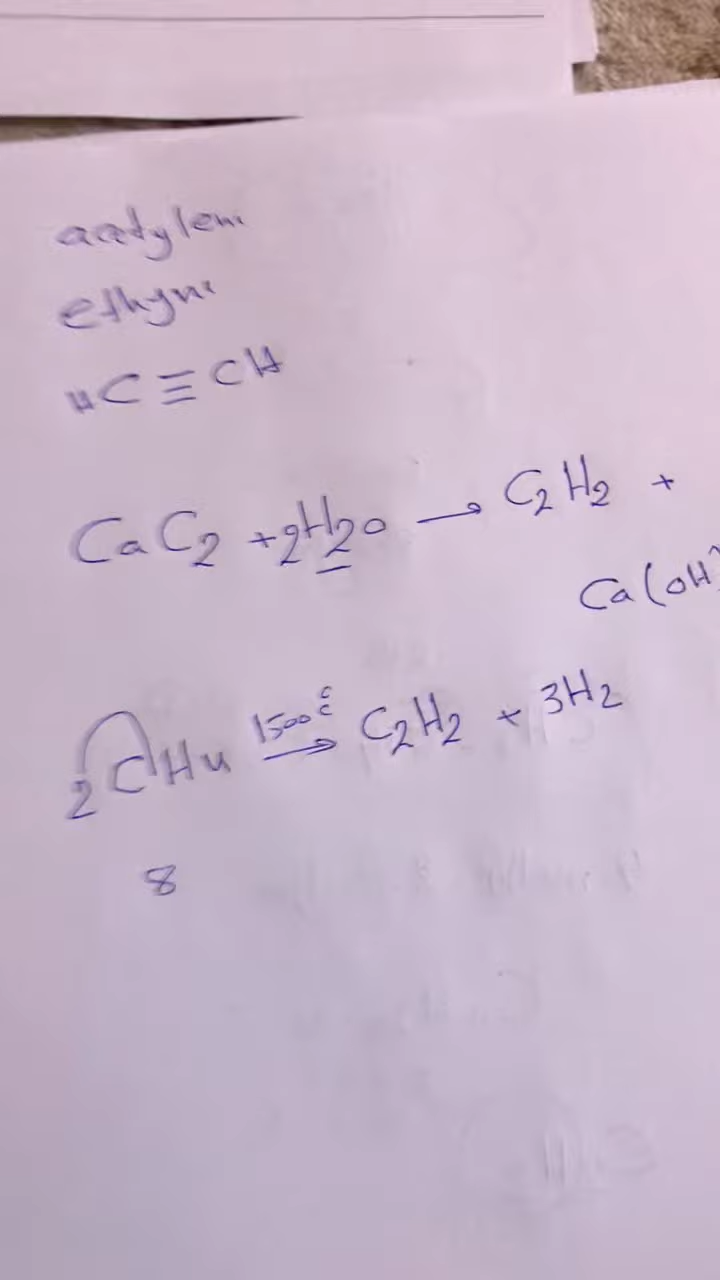 acetylene
ethyne
HC≡CH
CaC2 +2H2O → C2H2 +
Ca(OH)
2CH4 1500°C → C2H2 + 3H2
8